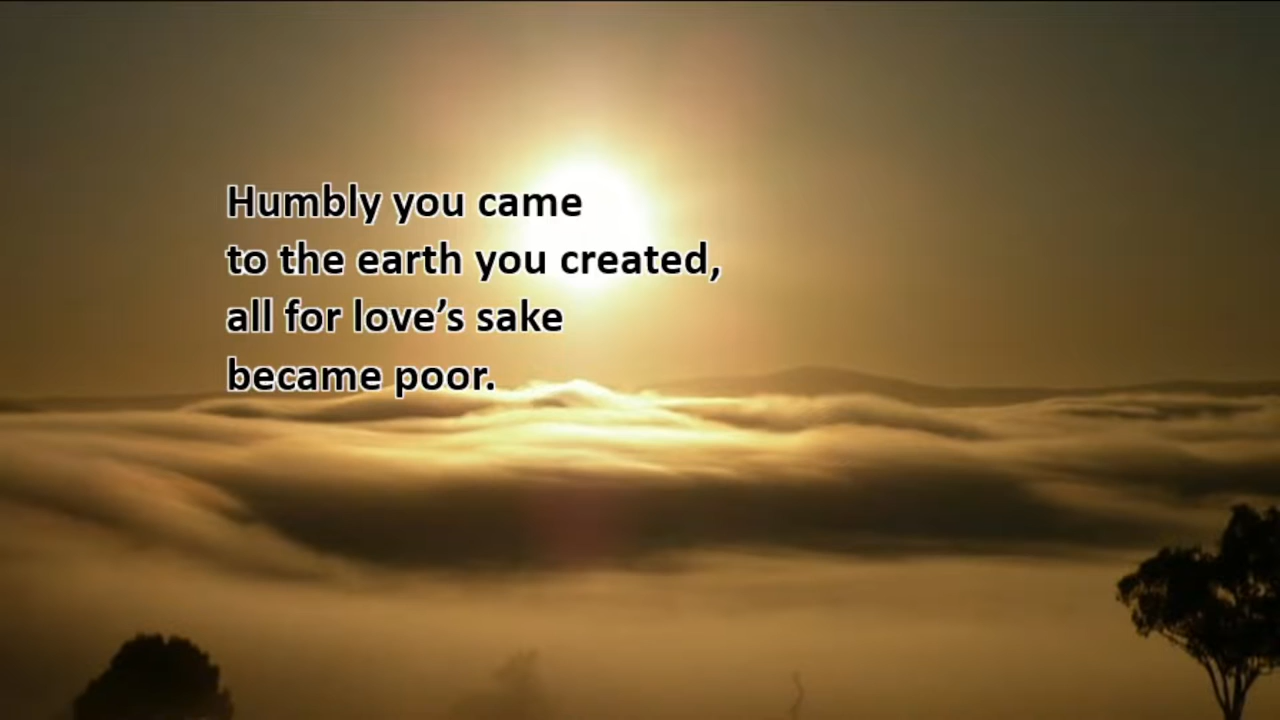 Humbly you came
to the earth you created,
all for love’s sake
became poor.